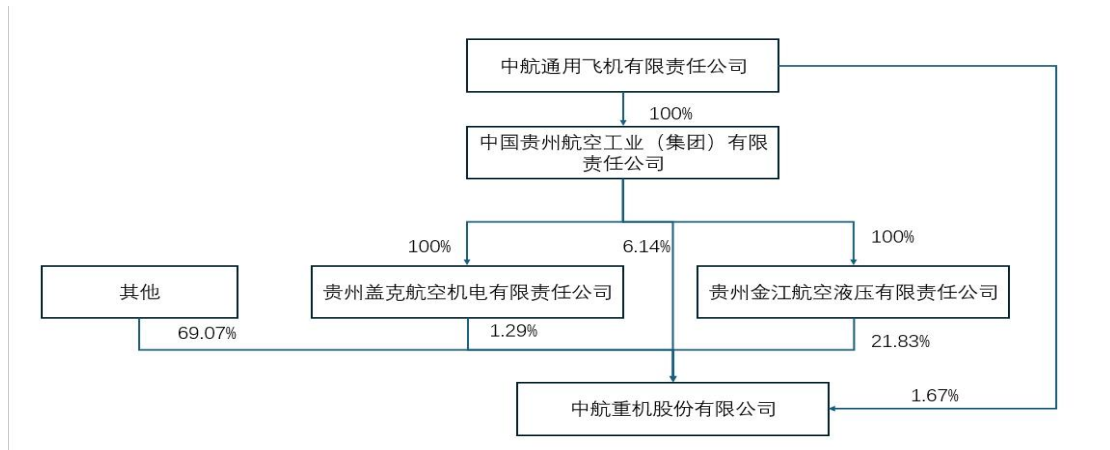 中航通用飞机有限责任公司
100%
中国贵州航空工业（集团）有限
责任公司
100%
6.14%
100%
其他
贵州盖克航空机电有限责任公司
贵州金江航空液压有限责任公司
69.07%
1.29%
21.83%
1.67%
中航重机股份有限公司